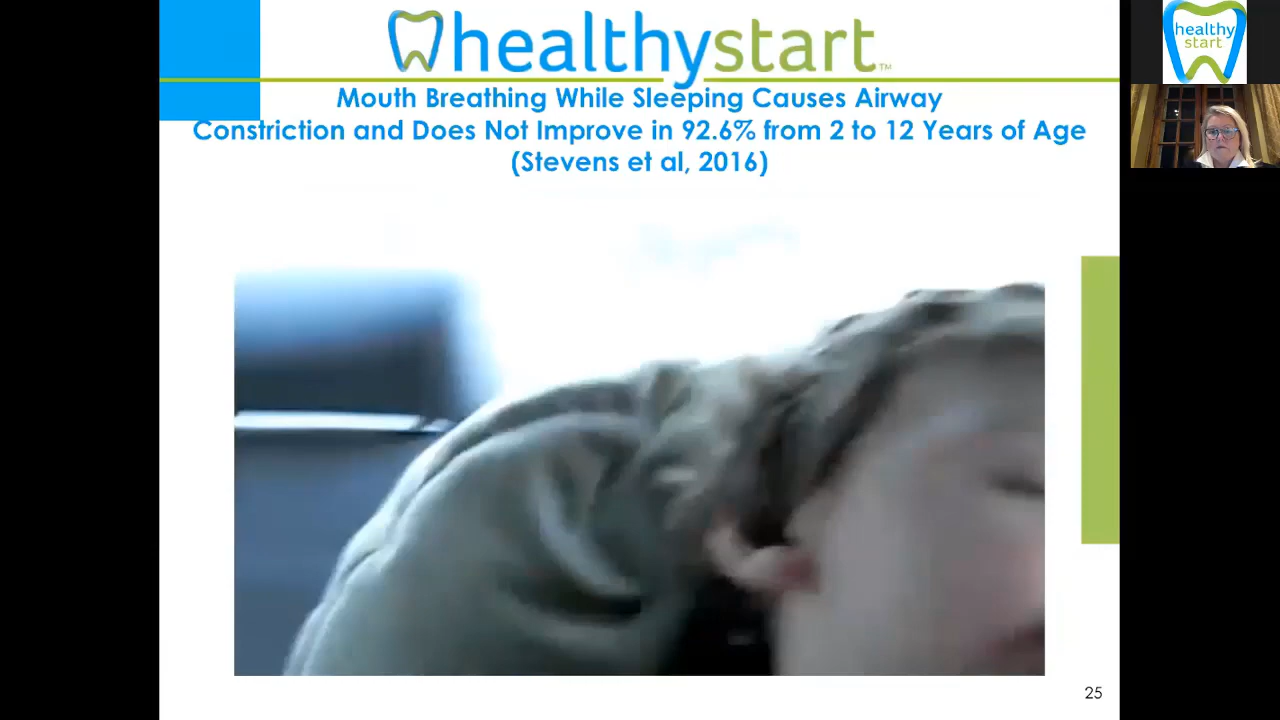 healthystart™
Mouth Breathing While Sleeping Causes Airway
Constriction and Does Not Improve in 92.6% from 2 to 12 Years of Age
(Stevens et al, 2016)
25
healthy
start